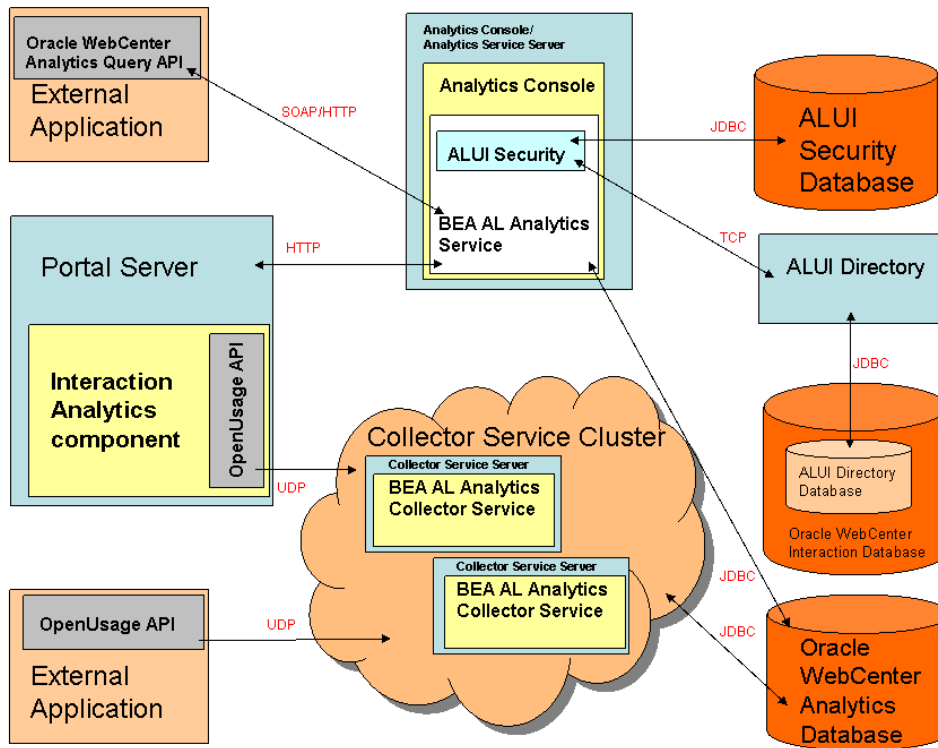 Oracle WebCenter
Analytics Query API
External
Application
SOAP/HTTP
Analytics Console/
Analytics Service Server
Analytics Console
ALUI Security
BEA AL Analytics
Service
JDBC
ALUI
Security
Database
TCP
ALUI Directory
JDBC
ALUI Directory
Database
Oracle WebCenter
Interaction Database
HTTP
Portal Server
Interaction
Analytics
component
OpenUsage API
UDP
Collector Service Cluster
Collector Service Server
BEA AL Analytics
Collector Service
Collector Service Server
BEA AL Analytics
Collector Service
JDBC
JDBC
Oracle
WebCenter
Analytics
Database
OpenUsage API
UDP
External
Application